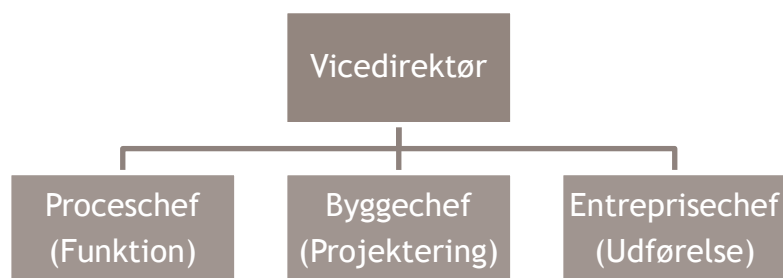 Vicedirektør
Proceschef
(Funktion)
Byggechef
(Projektering)
Entreprisechef
(Udførelse)